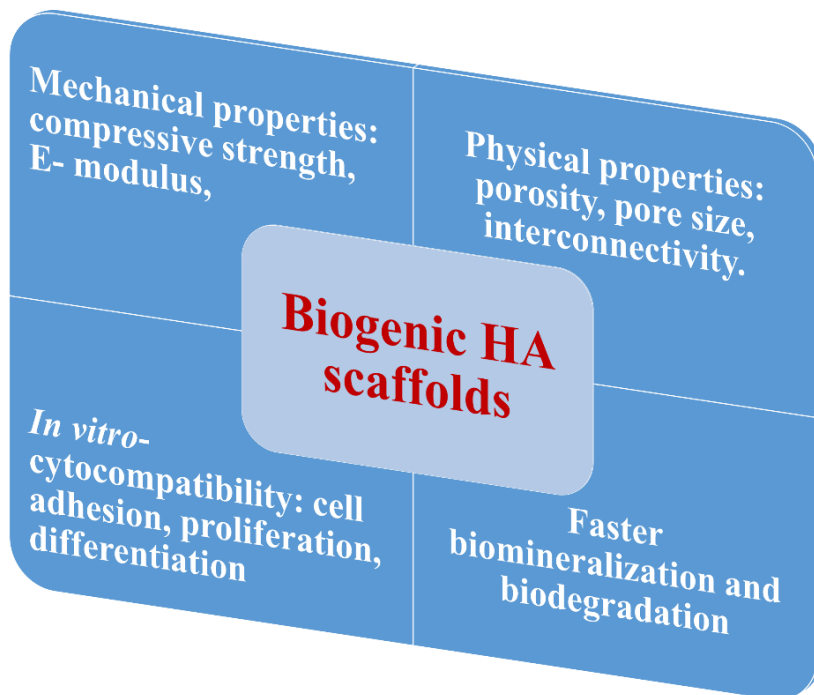 Mechanical properties:
compressive strength,
E- modulus,
Physical properties:
porosity, pore size,
interconnectivity.
Biogenic HA
scaffolds
In vitro-
cytocompatibility: cell
adhesion, proliferation,
differentiation
Faster
biomineralization and
biodegradation